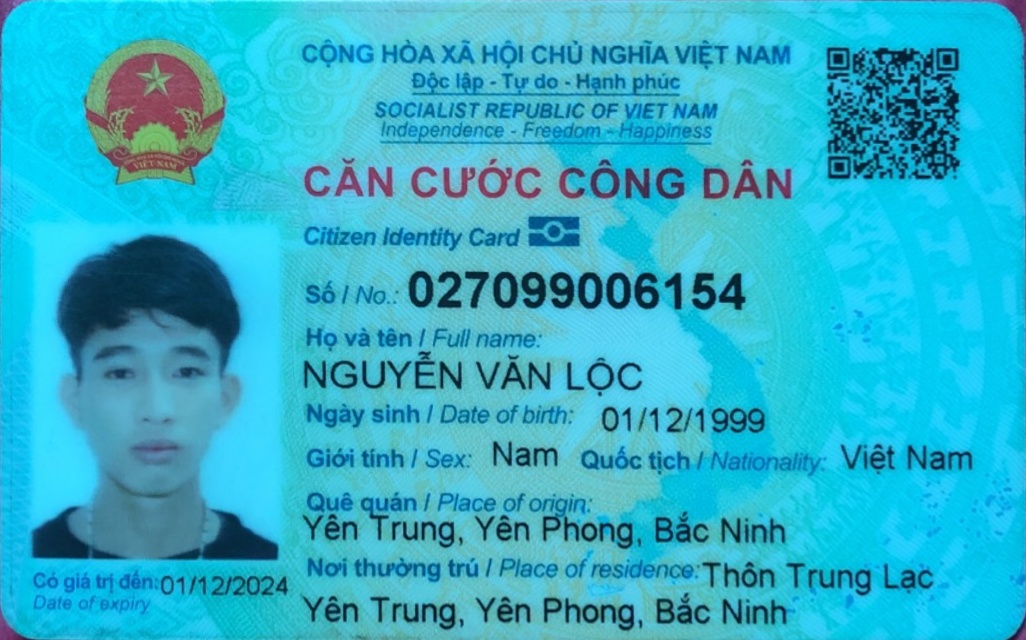 CỘNG HÒA XÃ HỘI CHỦ NGHĨA VIỆT NAM
Độc lập - Tự do - Hạnh phúc
SOCIALIST REPUBLIC OF VIET NAM
Independence - Freedom - Happiness
CĂN CƯỚC CÔNG DÂN
Citizen Identity Card
Số / No.: 027099006154
Họ và tên / Full name:
NGUYỄN VĂN LỘC
Ngày sinh / Date of birth: 01/12/1999
Giới tính / Sex: Nam Quốc tịch / Nationality: Việt Nam
Quê quán / Place of origin:
Yên Trung, Yên Phong, Bắc Ninh
Nơi thường trú / Place of residence: Thôn Trung Lạc
Yên Trung, Yên Phong, Bắc Ninh
Có giá trị đến: 01/12/2024
Date of expiry
VIỆT NAM